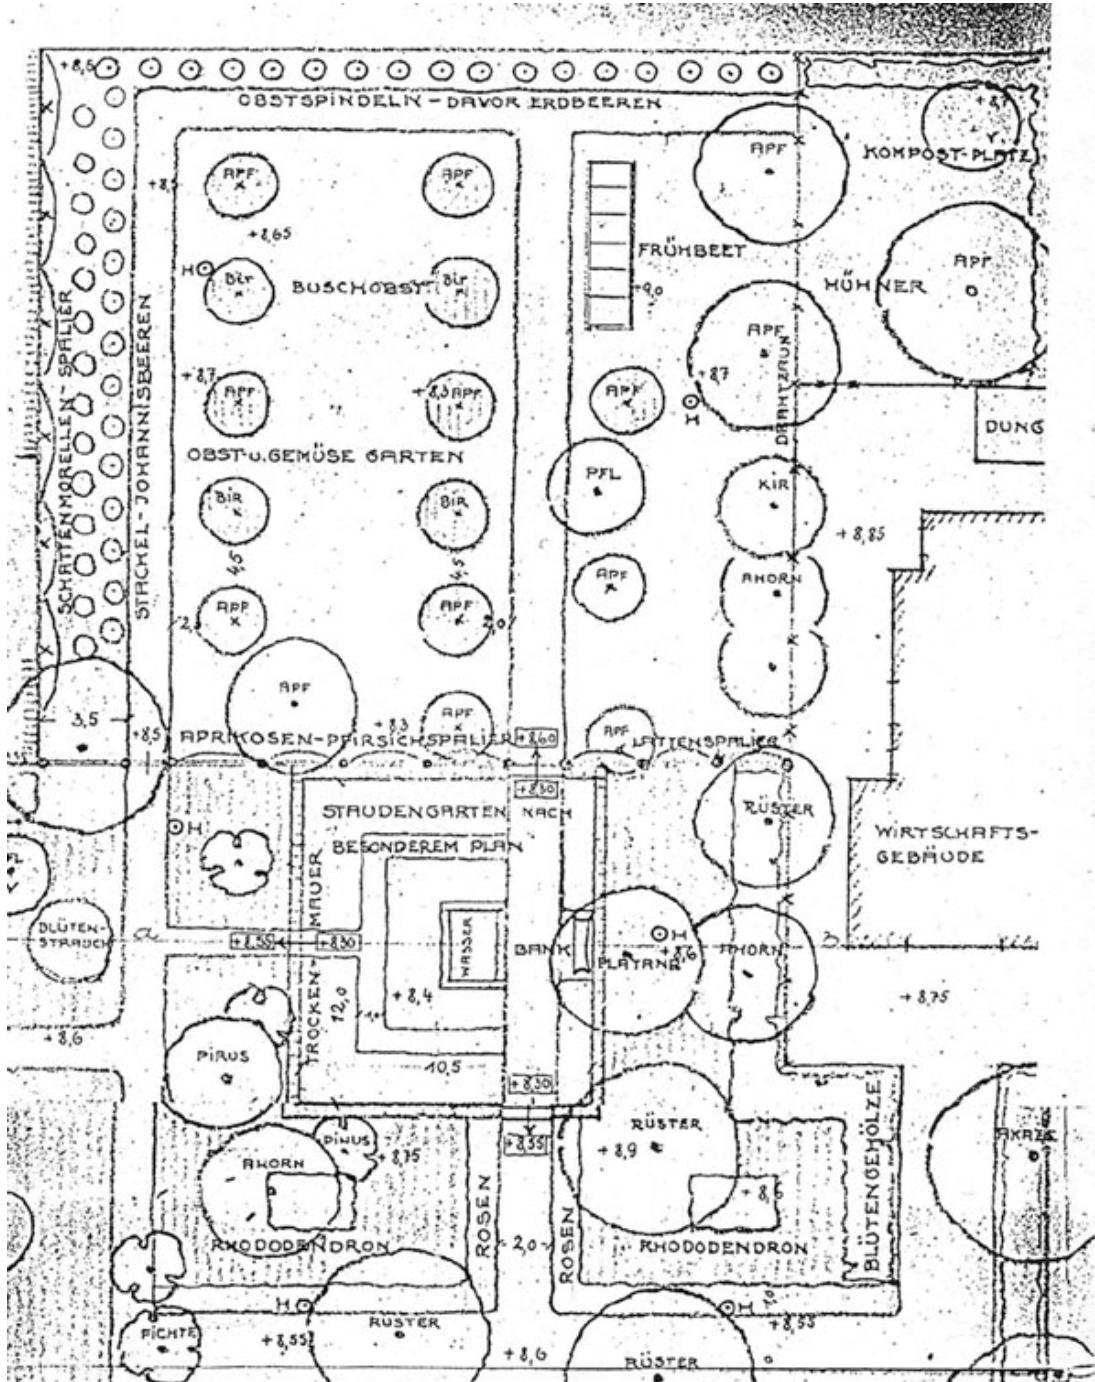 +8,5
OBSTSPINDELN - DAVOR ERDBEEREN
+8,7
APF
KOMPOST-PLATZ
APF
APF
+8,5
+8,65
FRÜHBEET
APF
H
Bir
BUSCHOBST
Bir
+9,0
HÜHNER
SCHATTENMORELLEN - SPALIER
STACHEL-JOHANNISBEEREN
APF
DRAHTZAUN
+8,7
APF
APF
APF
+8,7
H
DUNG
OBST-U. GEMÜSE GARTEN
PFL
KIR
BIR
BIR
+8,85
4,5
4,5
APF
AHORN
APF
APF
2,0
APF
3,5
+8,5
+8,3
APF
APF
APRIKOSEN-PFIRSICHSPALIER
+8,60
LATTENSPALIER
+8,30
STAUDENGARTEN NACH
RÜSTER
H
BESONDEREM PLAN
WIRTSCHAFTS-
GEBÄUDE
BLÜTEN-
STRAUCH
a
+8,55
+8,30
TROCKEN-MAUER
WASSER
BANK
H
+8,6
PLATANE
AHORN
+8,4
12,0
+8,75
+8,6
PIRUS
10,5
+8,30
RÜSTER
PINUS
+8,55
AKAZIE
AHORN
+8,75
+8,9
+8,6
BLÜTENGEHÖLZE
ROSEN
2,0
ROSEN
RHODODENDRON
RHODODENDRON
H
H
FICHTE
+8,55
RÜSTER
+8,55
+8,6
RÜSTER